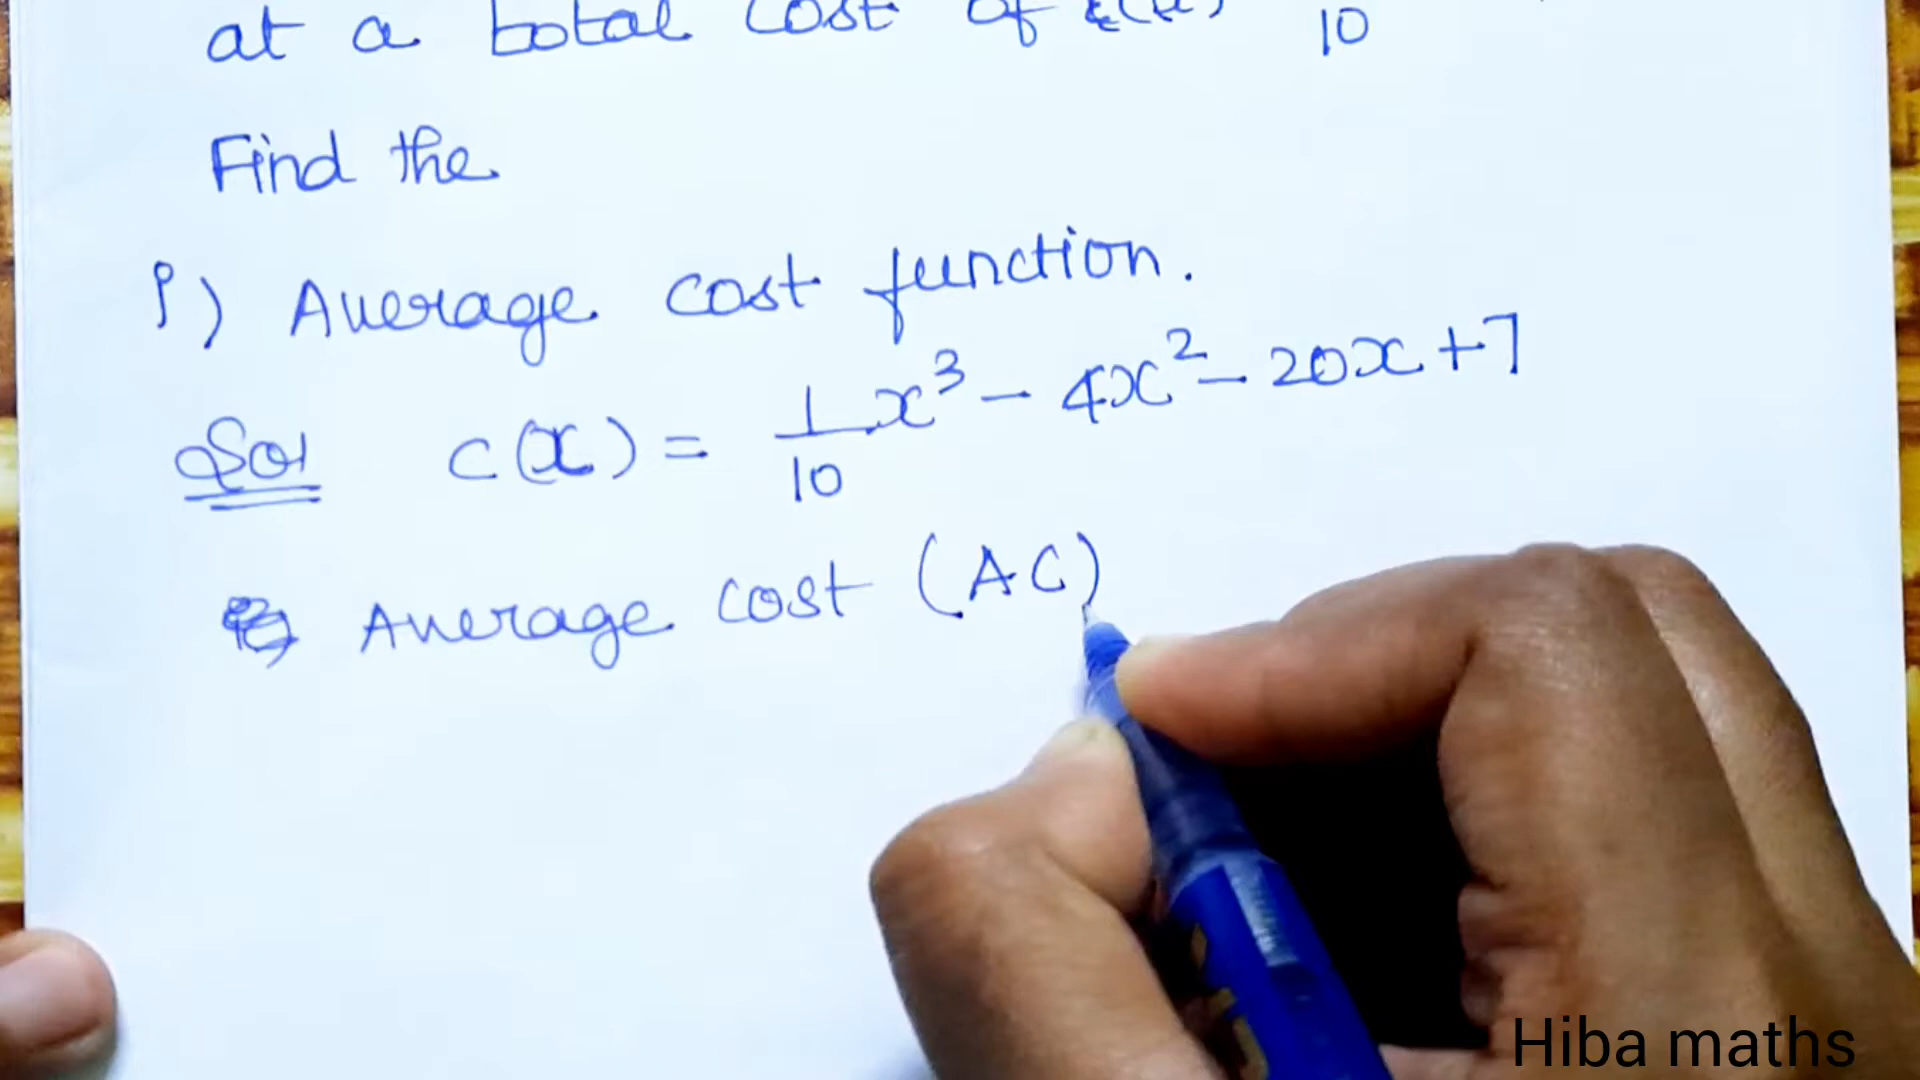 at a total cost of
10
Find the
i) Average cost function.
Sol C(x) = 1/10 x³ - 4x² - 20x + 7
Average cost (AC)
Hiba maths